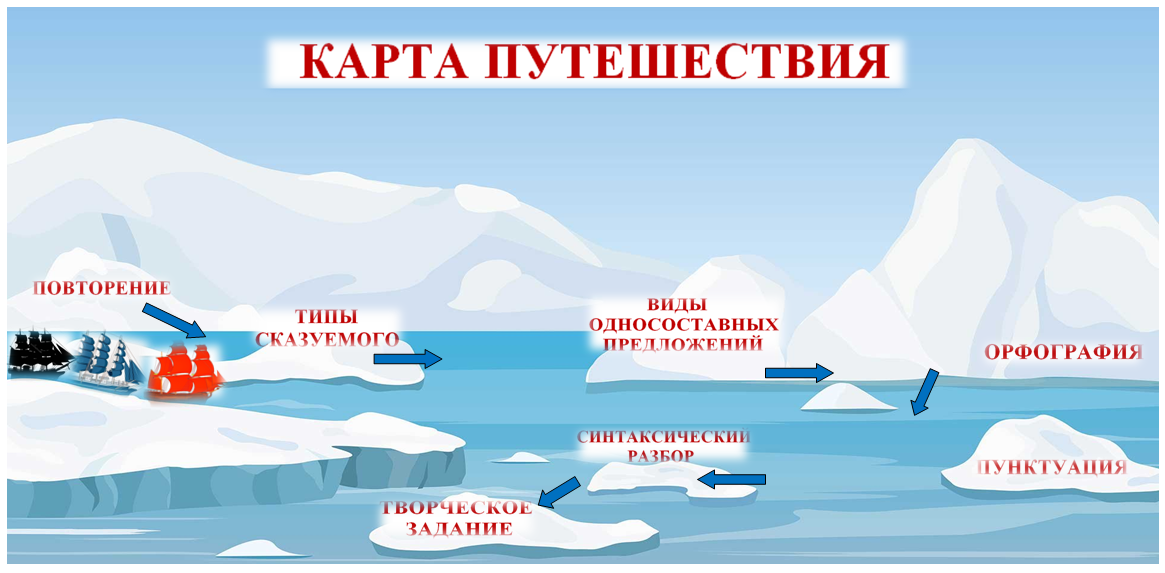 КАРТА ПУТЕШЕСТВИЯ
ПОВТОРЕНИЕ
ТИПЫ
СКАЗУЕМОГО
ВИДЫ
ОДНОСОСТАВНЫХ
ПРЕДЛОЖЕНИЙ
ОРФОГРАФИЯ
ПУНКТУАЦИЯ
СИНТАКСИЧЕСКИЙ
РАЗБОР
ТВОРЧЕСКОЕ
ЗАДАНИЕ